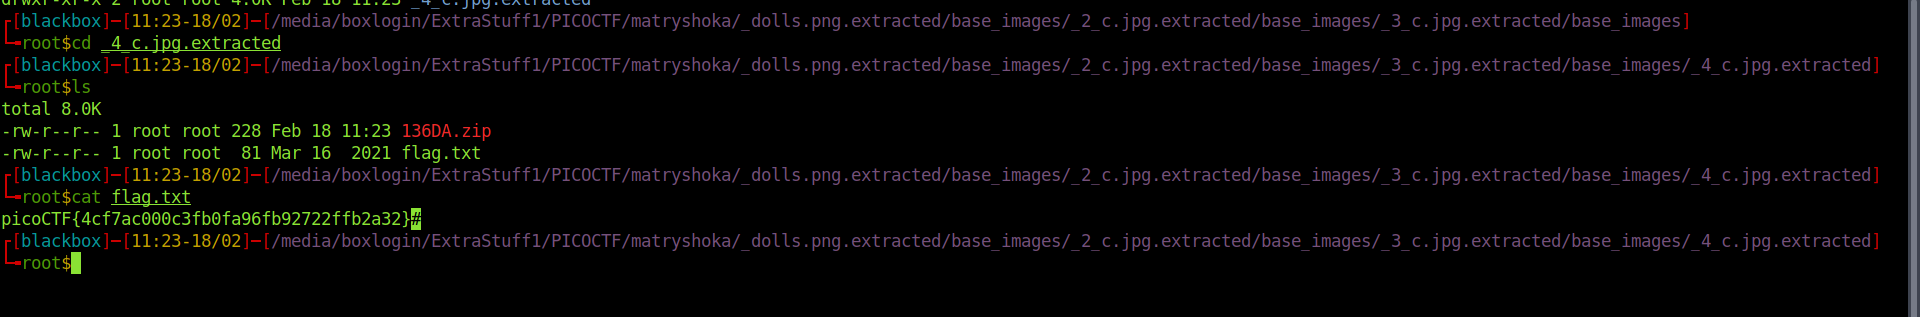 ┌[blackbox]─[11:23-18/02]─[/media/boxlogin/ExtraStuff1/PICOCTF/matryshoka/_dolls.png.extracted/base_images/_2_c.jpg.extracted/base_images/_3_c.jpg.extracted/base_images]
└╼root$cd _4_c.jpg.extracted
┌[blackbox]─[11:23-18/02]─[/media/boxlogin/ExtraStuff1/PICOCTF/matryshoka/_dolls.png.extracted/base_images/_2_c.jpg.extracted/base_images/_3_c.jpg.extracted/base_images/_4_c.jpg.extracted]
└╼root$ls
total 8.0K
-rw-r--r-- 1 root root 228 Feb 18 11:23 136DA.zip
-rw-r--r-- 1 root root  81 Mar 16  2021 flag.txt
┌[blackbox]─[11:23-18/02]─[/media/boxlogin/ExtraStuff1/PICOCTF/matryshoka/_dolls.png.extracted/base_images/_2_c.jpg.extracted/base_images/_3_c.jpg.extracted/base_images/_4_c.jpg.extracted]
└╼root$cat flag.txt
picoCTF{4cf7ac000c3fb0fa96fb92722ffb2a32}#
┌[blackbox]─[11:23-18/02]─[/media/boxlogin/ExtraStuff1/PICOCTF/matryshoka/_dolls.png.extracted/base_images/_2_c.jpg.extracted/base_images/_3_c.jpg.extracted/base_images/_4_c.jpg.extracted]
└╼root$